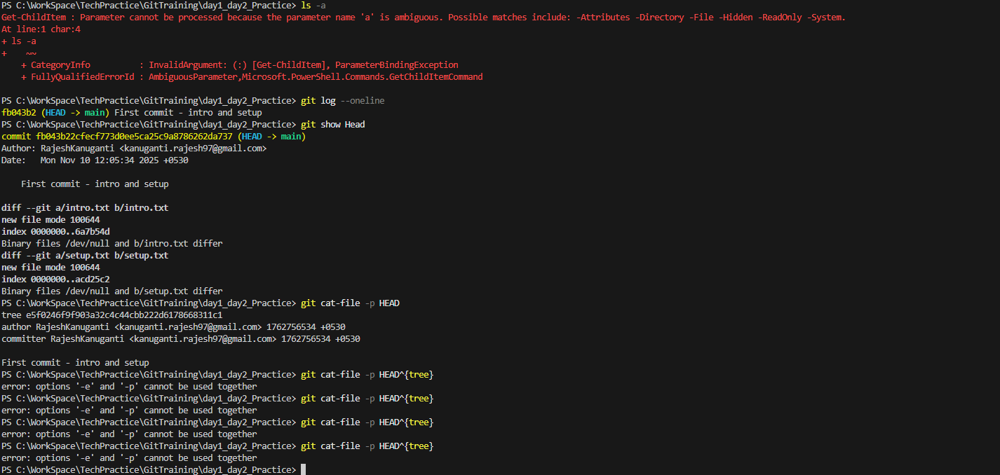 PS C:\WorkSpace\TechPractice\GitTraining\day1_day2_Practice> ls -a
Get-ChildItem : Parameter cannot be processed because the parameter name 'a' is ambiguous. Possible matches include: -Attributes -Directory -File -Hidden -ReadOnly -System.
At line:1 char:4
+ ls -a
+    ~~
    + CategoryInfo          : InvalidArgument: (:) [Get-ChildItem], ParameterBindingException
    + FullyQualifiedErrorId : AmbiguousParameter,Microsoft.PowerShell.Commands.GetChildItemCommand

PS C:\WorkSpace\TechPractice\GitTraining\day1_day2_Practice> git log --oneline
fb043b2 (HEAD -> main) First commit - intro and setup
PS C:\WorkSpace\TechPractice\GitTraining\day1_day2_Practice> git show Head
commit fb043b22cfecf773d0ee5ca25c9a8786262da737 (HEAD -> main)
Author: RajeshKanuganti <kanuganti.rajesh97@gmail.com>
Date:   Mon Nov 10 12:05:34 2025 +0530

    First commit - intro and setup

diff --git a/intro.txt b/intro.txt
new file mode 100644
index 0000000..6a7b54d
Binary files /dev/null and b/intro.txt differ
diff --git a/setup.txt b/setup.txt
new file mode 100644
index 0000000..acd25c2
Binary files /dev/null and b/setup.txt differ
PS C:\WorkSpace\TechPractice\GitTraining\day1_day2_Practice> git cat-file -p HEAD
tree e5f0246f9f903a32c4c44cbb222d6178668311c1
author RajeshKanuganti <kanuganti.rajesh97@gmail.com> 1762756534 +0530
committer RajeshKanuganti <kanuganti.rajesh97@gmail.com> 1762756534 +0530

First commit - intro and setup
PS C:\WorkSpace\TechPractice\GitTraining\day1_day2_Practice> git cat-file -p HEAD^{tree}
error: options '-e' and '-p' cannot be used together
PS C:\WorkSpace\TechPractice\GitTraining\day1_day2_Practice> git cat-file -p HEAD^{tree}
error: options '-e' and '-p' cannot be used together
PS C:\WorkSpace\TechPractice\GitTraining\day1_day2_Practice> git cat-file -p HEAD^{tree}
error: options '-e' and '-p' cannot be used together
PS C:\WorkSpace\TechPractice\GitTraining\day1_day2_Practice> git cat-file -p HEAD^{tree}
error: options '-e' and '-p' cannot be used together
PS C:\WorkSpace\TechPractice\GitTraining\day1_day2_Practice>